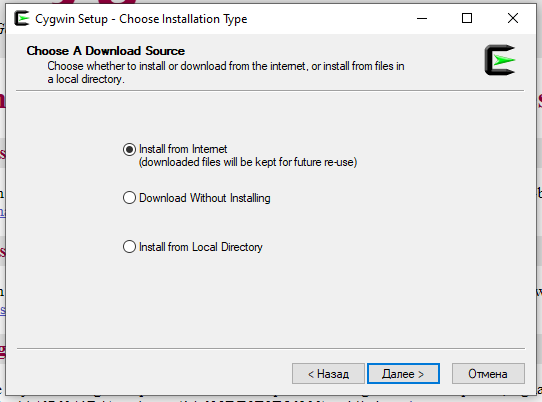 Cygwin Setup - Choose Installation Type
Choose A Download Source
Choose whether to install or download from the internet, or install from files in
a local directory.
Install from Internet
(downloaded files will be kept for future re-use)
Download Without Installing
Install from Local Directory
< Назад
Далее >
Отмена